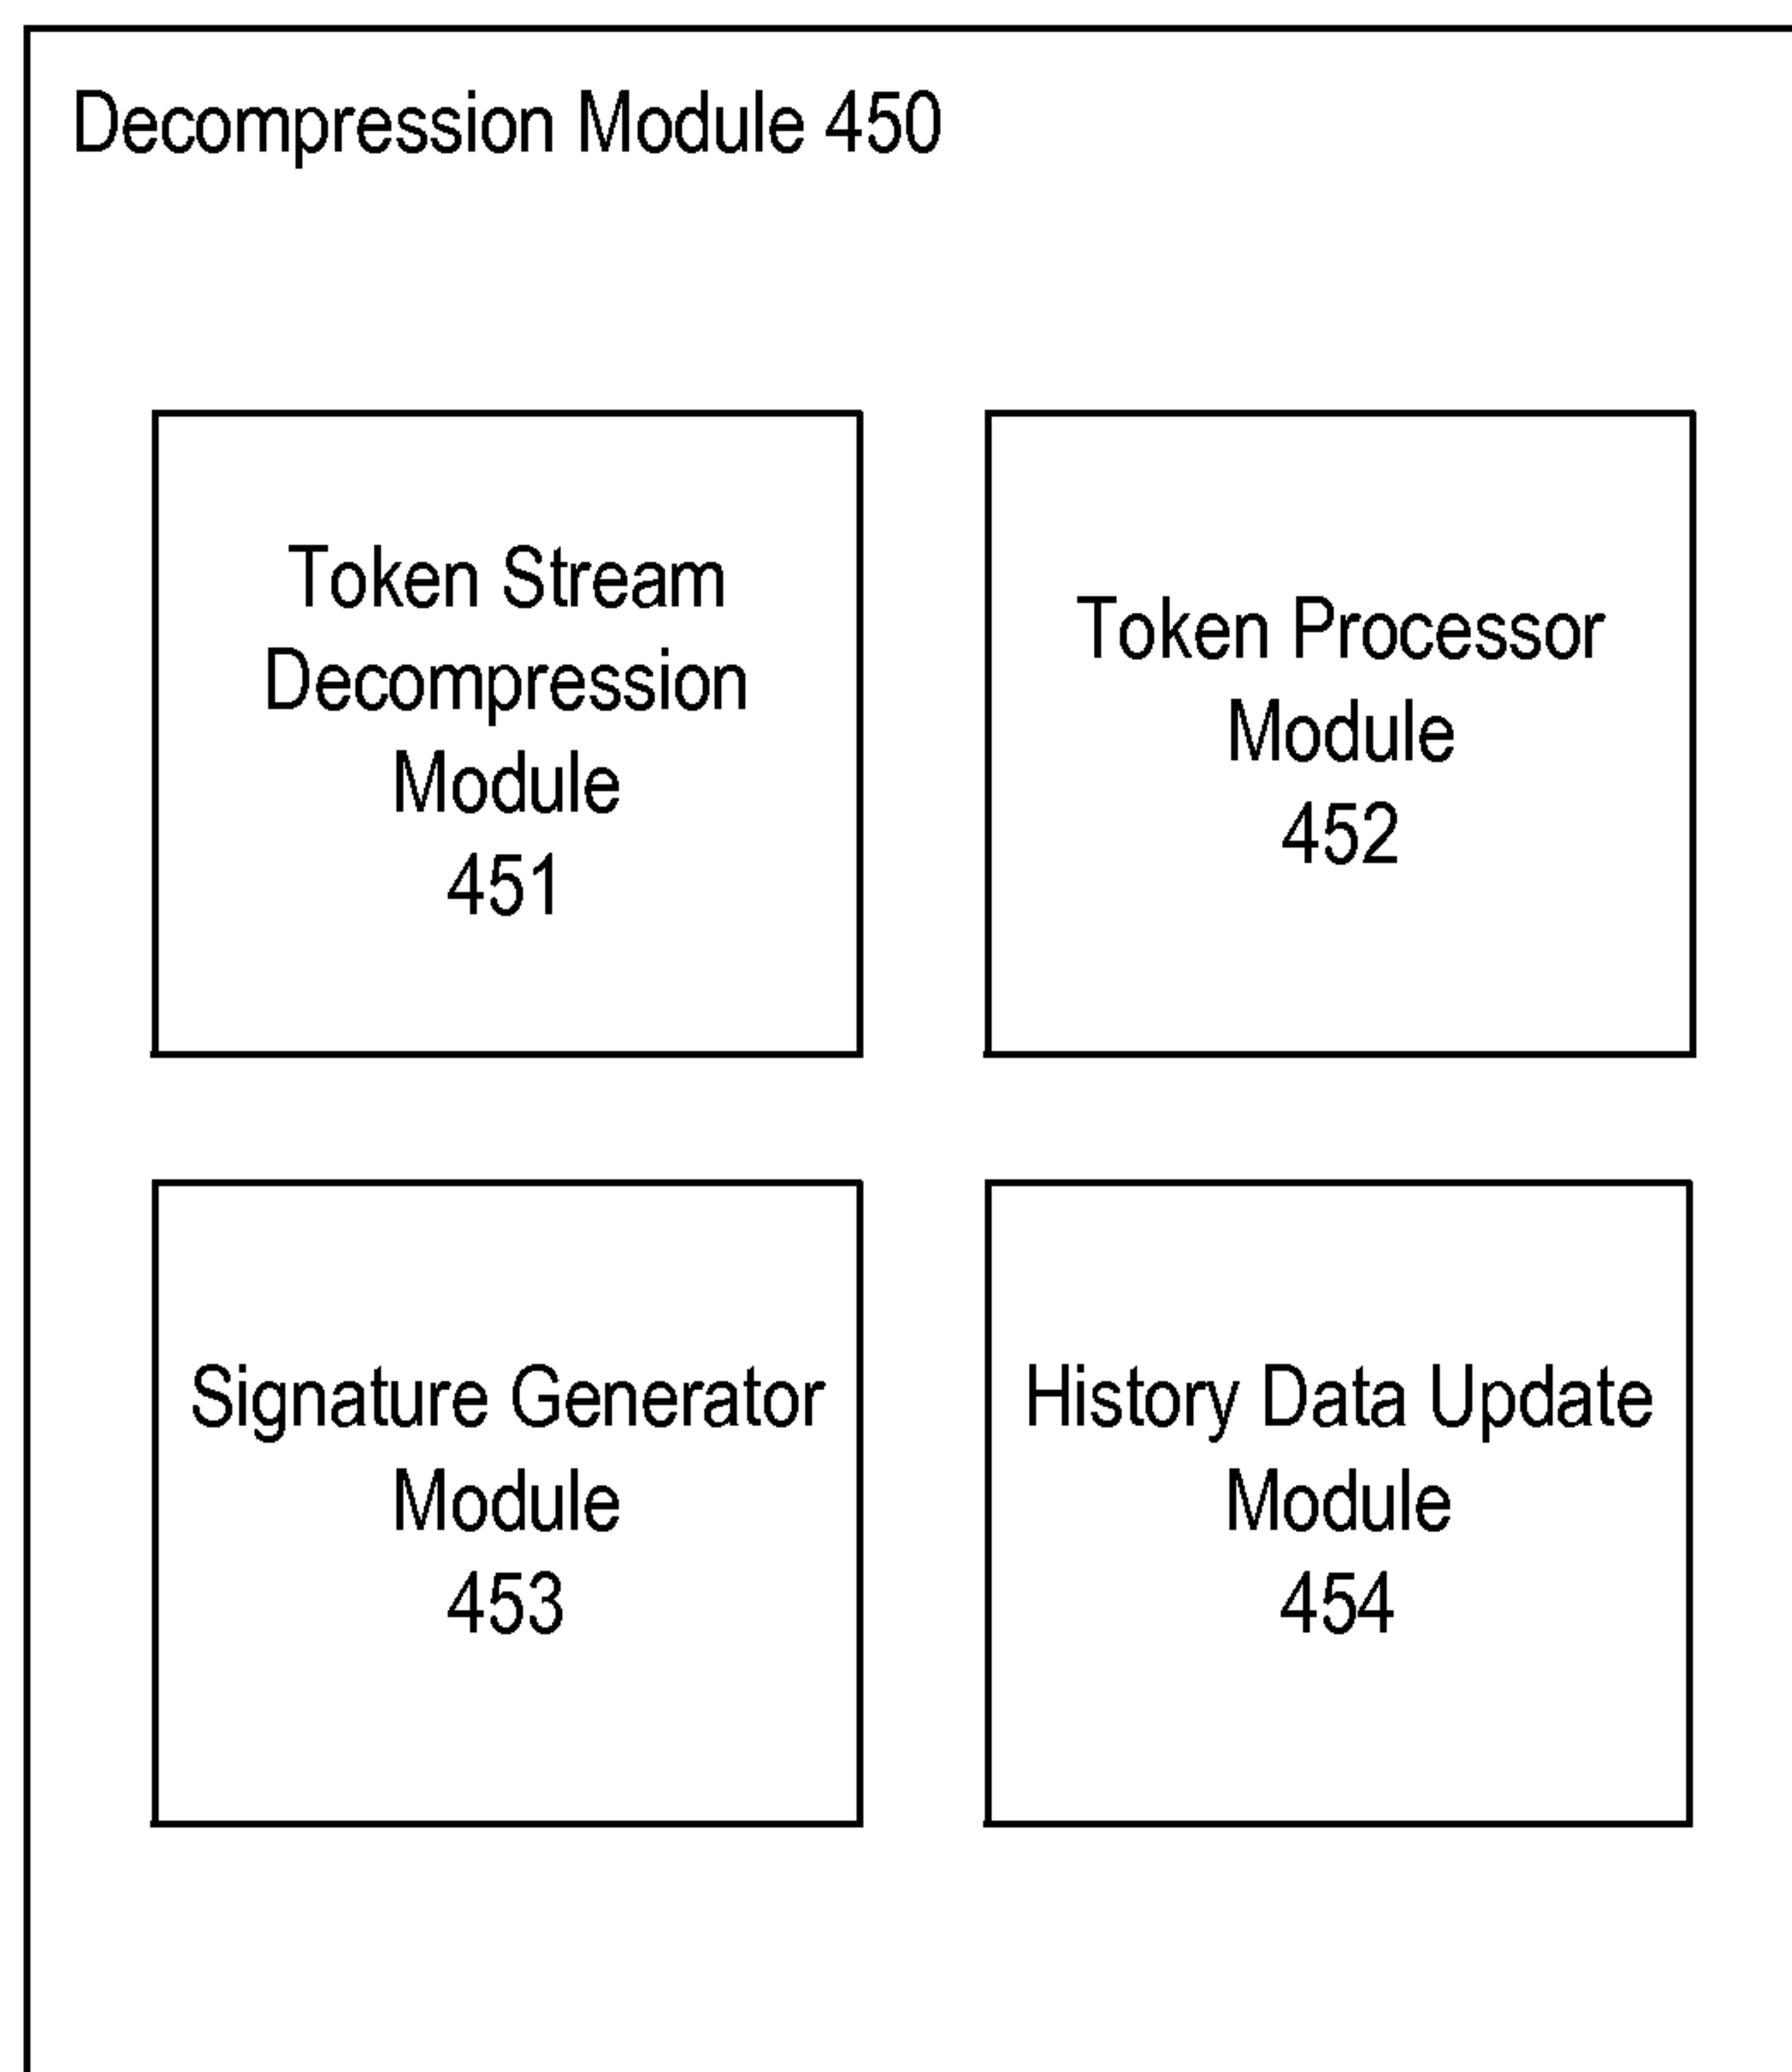 Decompression Module 450
Token Stream
Decompression
Module
451
Token Processor
Module
452
Signature Generator
Module
453
History Data Update
Module
454